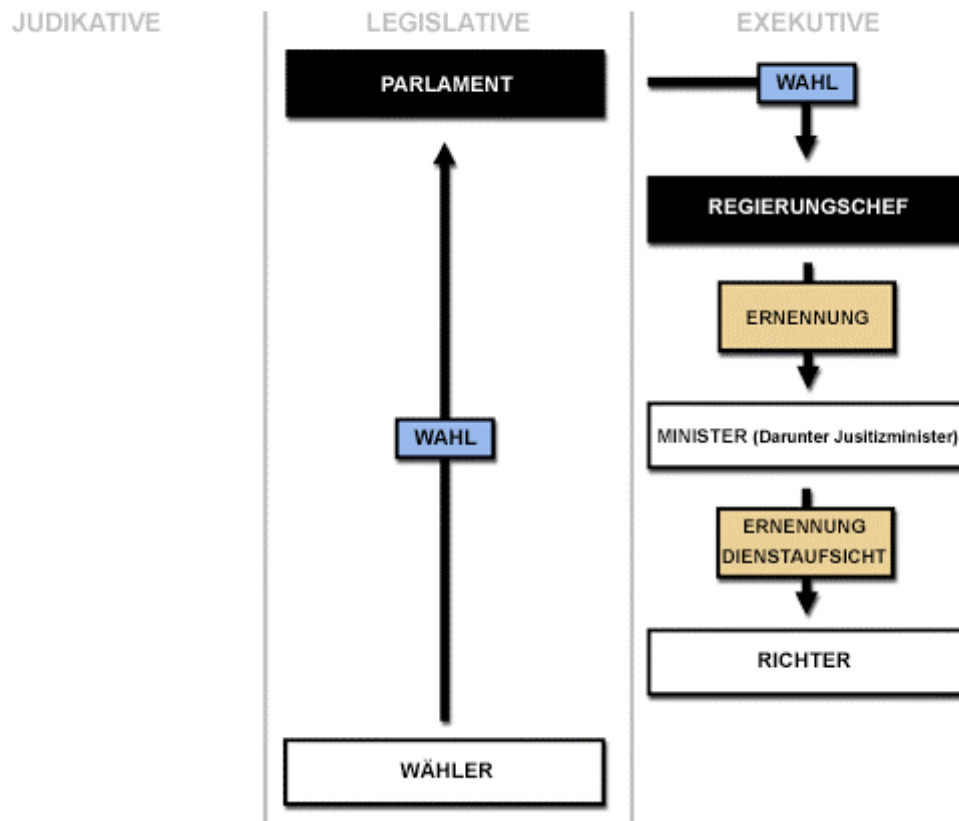 JUDIKATIVE
LEGISLATIVE
EXEKUTIVE
PARLAMENT
WAHL
REGIERUNGSCHEF
ERNENNUNG
WAHL
MINISTER (Darunter Jusitizminister)
ERNENNUNG
DIENSTAUFSICHT
RICHTER
WÄHLER